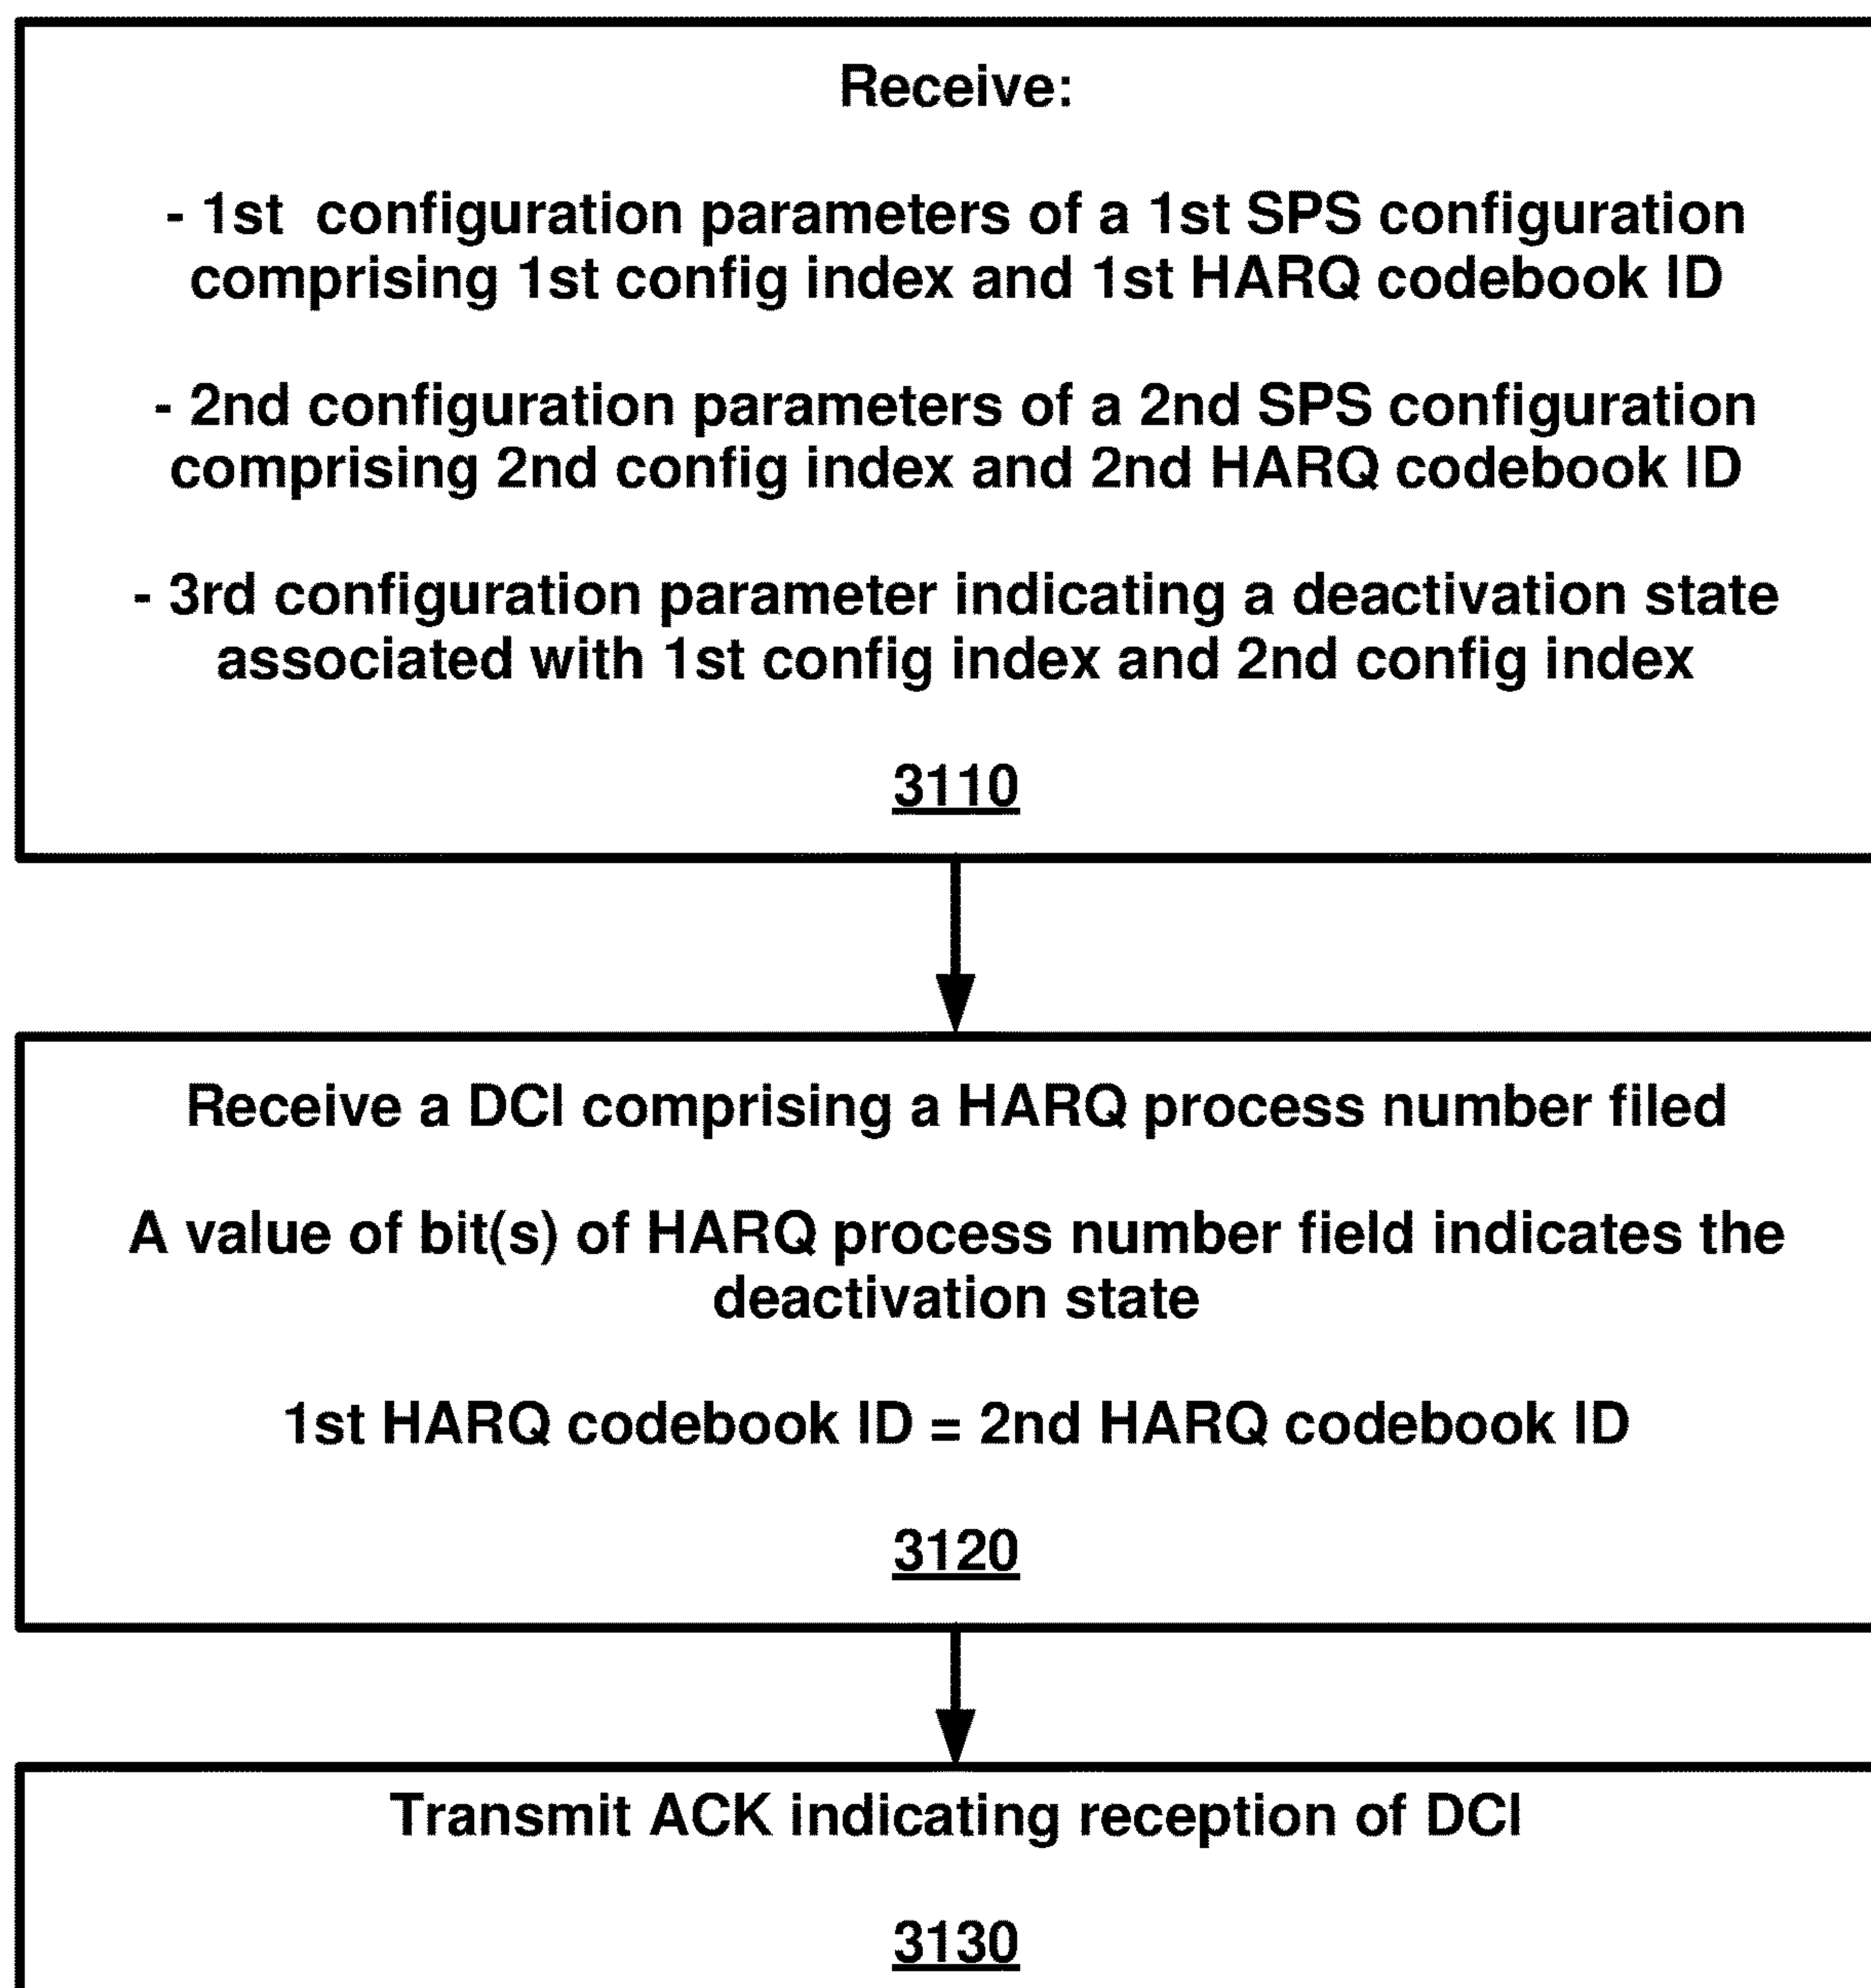 Receive:
- 1st configuration parameters of a 1st SPS configuration
comprising 1st config index and 1st HARQ codebook ID
- 2nd configuration parameters of a 2nd SPS configuration
comprising 2nd config index and 2nd HARQ codebook ID
- 3rd configuration parameter indicating a deactivation state
associated with 1st config index and 2nd config index
3110
Receive a DCI comprising a HARQ process number filed
A value of bit(s) of HARQ process number field indicates the
deactivation state
1st HARQ codebook ID = 2nd HARQ codebook ID
3120
Transmit ACK indicating reception of DCI
3130